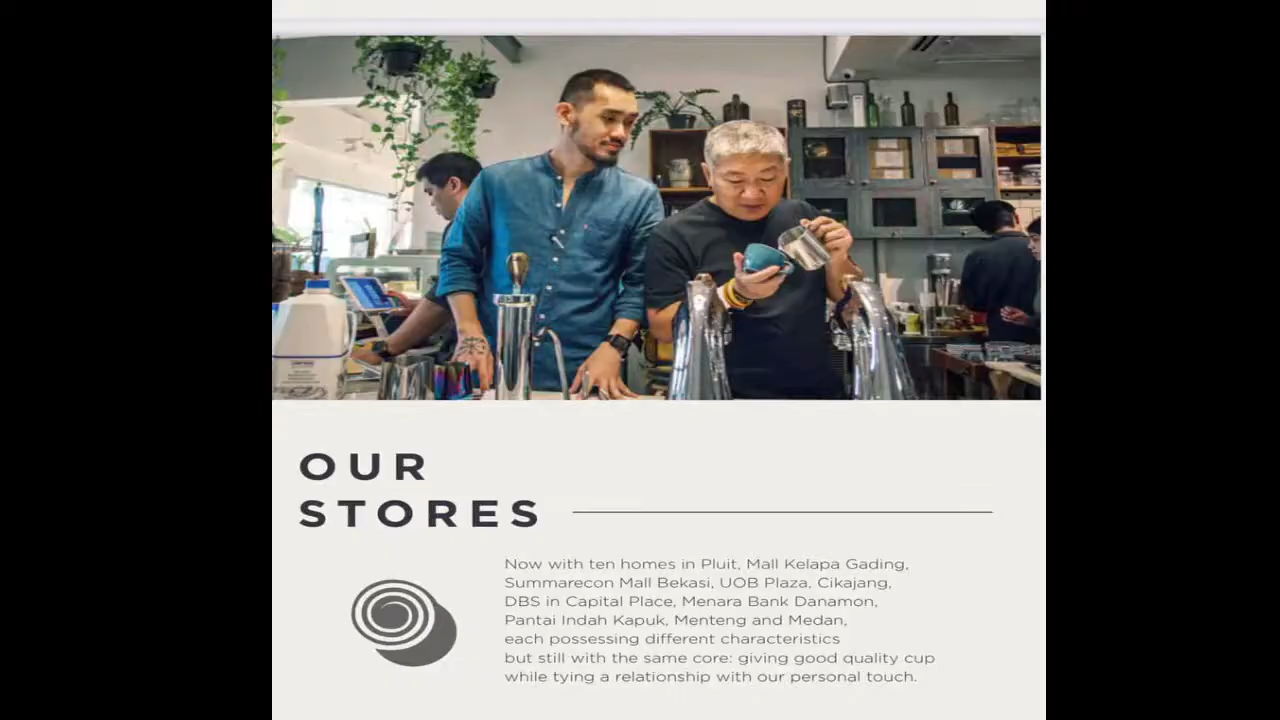 OUR
STORES
Now with ten homes in Pluit, Mall Kelapa Gading,
Summarecon Mall Bekasi, UOB Plaza, Cikajang,
DBS in Capital Place, Menara Bank Danamon,
Pantai Indah Kapuk, Menteng and Medan,
each possessing different characteristics
but still with the same core: giving good quality cup
while tying a relationship with our personal touch.